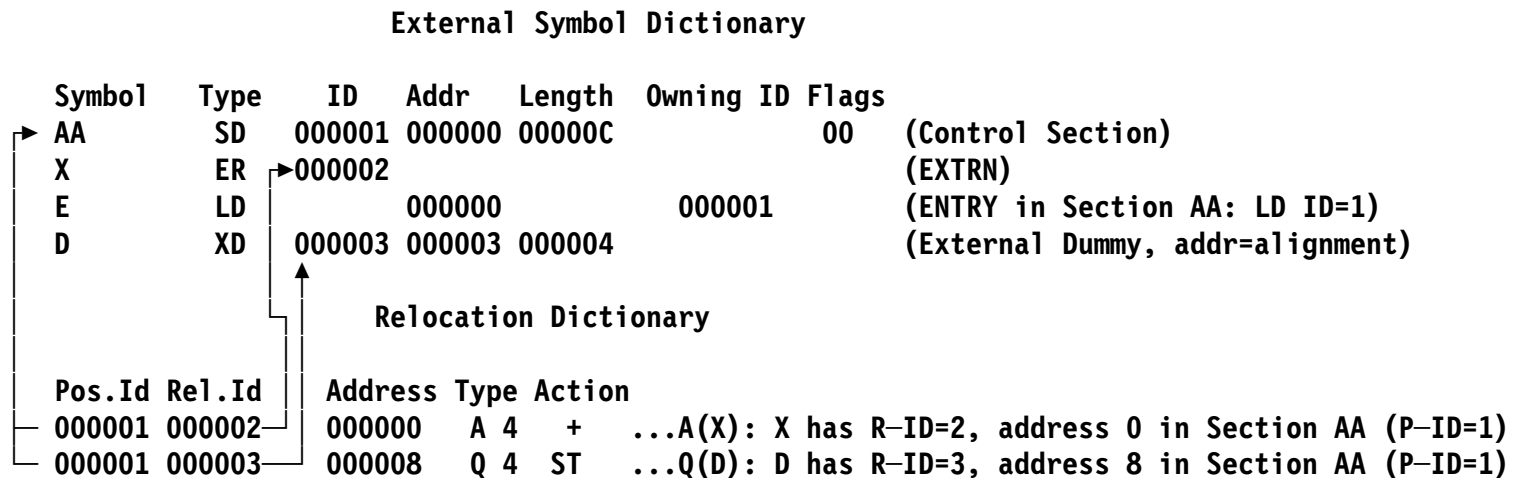 External Symbol Dictionary
Symbol Type ID Addr Length Owning ID Flags
AA SD 000001 000000 00000C 00 (Control Section)
X ER 000002 (EXTRN)
E LD 000000 000001 (ENTRY in Section AA: LD ID=1)
D XD 000003 000003 000004 (External Dummy, addr=alignment)
Relocation Dictionary
Pos.Id Rel.Id Address Type Action
000001 000002 000000 A 4 + ...A(X): X has R–ID=2, address 0 in Section AA (P–ID=1)
000001 000003 000008 Q 4 ST ...Q(D): D has R–ID=3, address 8 in Section AA (P–ID=1)